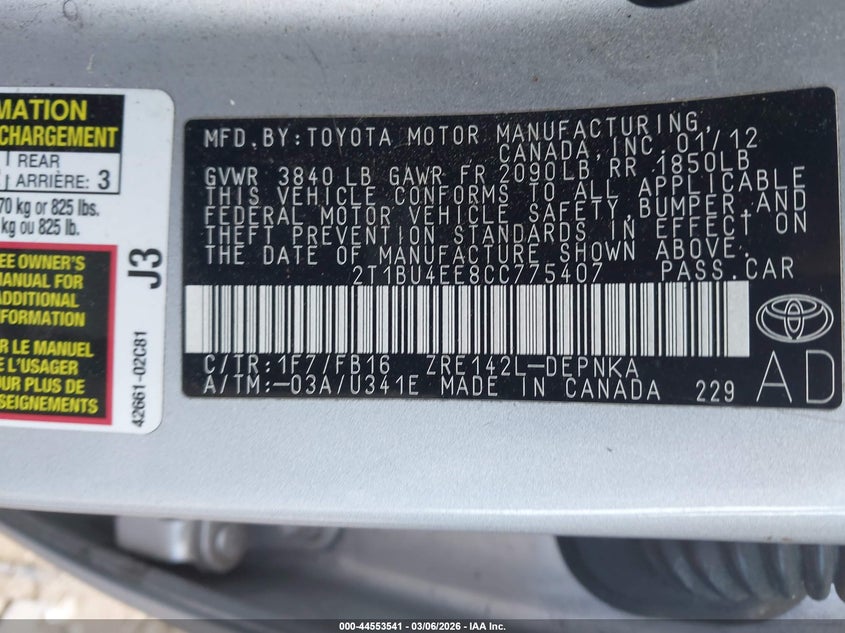 MATION
CHARGEMENT
REAR
ARRIÈRE: 3
70 kg or 825 lbs.
kg ou 825 lb.
J3
EE OWNER'S
MANUAL FOR
ADDITIONAL
INFORMATION
R LE MANUEL
E L'USAGER
OUR PLUS DE
SEIGNEMENTS
42661-02C81
MFD.BY:TOYOTA MOTOR MANUFACTURING,
CANADA,INC.01/12
GVWR 3840 LB GAWR FR 2090LB RR 1850LB
THIS VEHICLE CONFORMS TO ALL APPLICABLE
FEDERAL MOTOR VEHICLE SAFETY,BUMPER,AND
THEFT PREVENTION STANDARDS IN EFFECT ON
THE DATE OF MANUFACTURE SHOWN ABOVE.
2T1BU4EE8CC775407 PASS.CAR
C/TR:1F7/FB16 ZRE142L-DEPNKA
A/TM:-03A/U341E MADE IN CANADA 229
AD
000-44553541 - 03/06/2026 - IAA Inc.